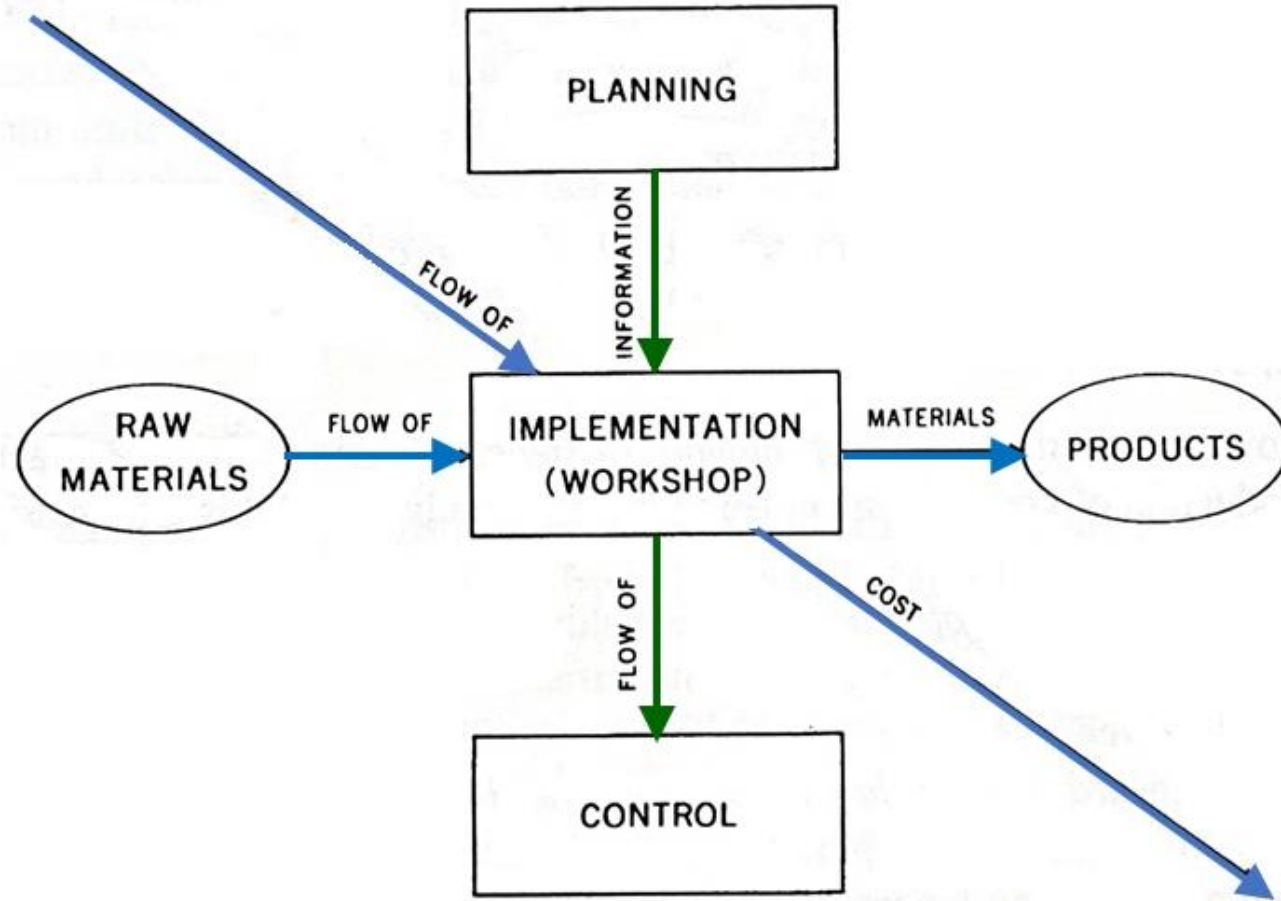 PLANNING
INFORMATION
FLOW OF
RAW
MATERIALS
FLOW OF
IMPLEMENTATION
(WORKSHOP)
MATERIALS
PRODUCTS
FLOW OF
COST
CONTROL